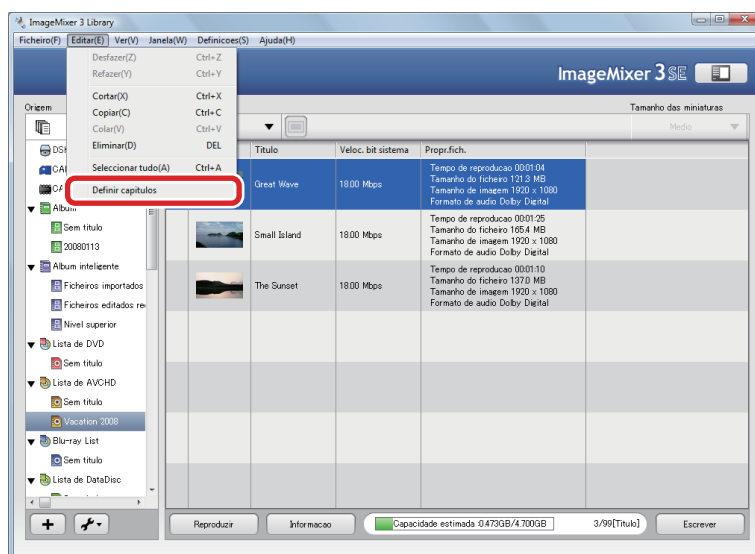 ImageMixer 3 Library
Ficheiro(F) Editar(E) Ver(V) Janela(W) Definicoes(S) Ajuda(H)
Desfazer(Z) Ctrl+Z
Refazer(Y) Ctrl+Y
Cortar(X) Ctrl+X
Copiar(C) Ctrl+C
Colar(V) Ctrl+V
Eliminar(D) DEL
Seleccionar tudo(A) Ctrl+A
Definir capitulos
ImageMixer 3 SE
Origem
Tamanho das miniaturas
Medio
Titulo Veloc. bit sistema Propr.fich.
Great Wave 18.00 Mbps
Tempo de reproducao 00:01:04
Tamanho do ficheiro 121.3 MB
Tamanho de imagem 1920 x 1080
Formato de audio Dolby Digital
Small Island 18.00 Mbps
Tempo de reproducao 00:01:25
Tamanho do ficheiro 165.4 MB
Tamanho de imagem 1920 x 1080
Formato de audio Dolby Digital
The Sunset 18.00 Mbps
Tempo de reproducao 00:01:10
Tamanho do ficheiro 137.0 MB
Tamanho de imagem 1920 x 1080
Formato de audio Dolby Digital
Album
Sem titulo
20080113
Album inteligente
Ficheiros importados
Ficheiros editados re
Nivel superior
Lista de DVD
Sem titulo
Lista de AVCHD
Sem titulo
Vacation 2008
Blu-ray List
Sem titulo
Lista de DataDisc
Reproduzir Informacao Capacidade estimada :0.473GB/4.700GB 3/99[Titulo] Escrever